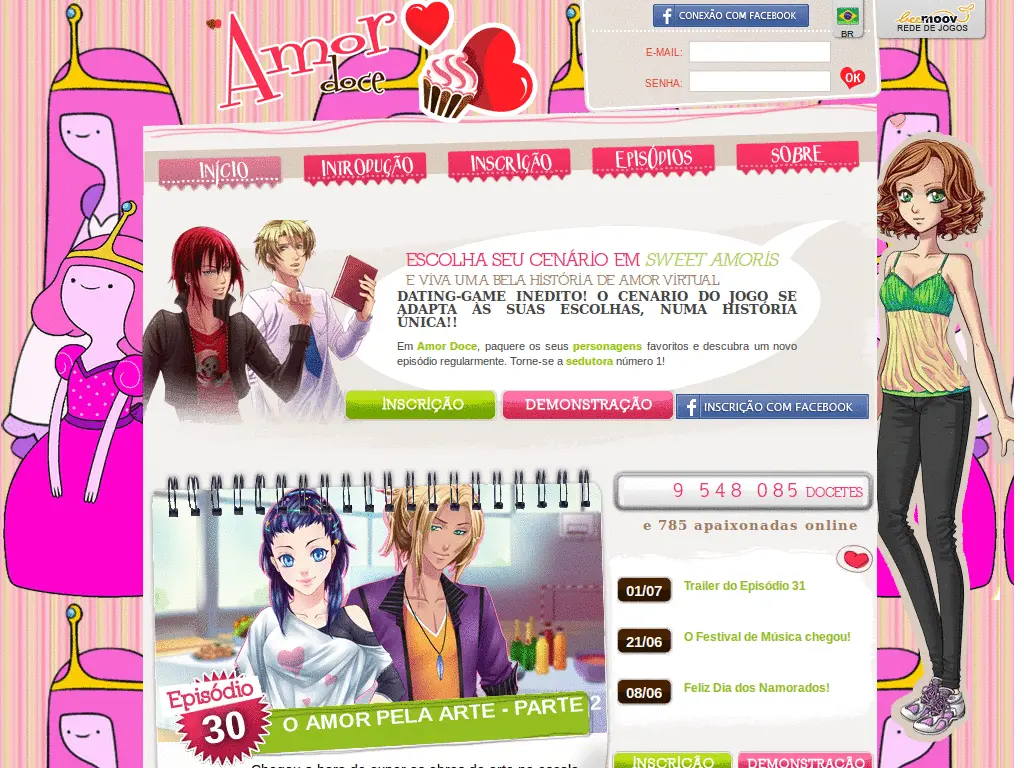 Amor
doce
CONEXÃO COM FACEBOOK
BR
beemoov
REDE DE JOGOS
E-MAIL:
SENHA:
OK
INÍCIO
INTRODUÇÃO
INSCRIÇÃO
EPISÓDIOS
SOBRE
ESCOLHA SEU CENÁRIO EM SWEET AMORIS
E VIVA UMA BELA HISTÓRIA DE AMOR VIRTUAL
DATING-GAME INEDITO! O CENARIO DO JOGO SE
ADAPTA ÀS SUAS ESCOLHAS, NUMA HISTÓRIA
ÚNICA!!
Em Amor Doce, paquere os seus personagens favoritos e descubra um novo
episódio regularmente. Torne-se a sedutora número 1!
INSCRIÇÃO
DEMONSTRAÇÃO
INSCRIÇÃO COM FACEBOOK
9 548 085 DOCETES
e 785 apaixonadas online
01/07 Trailer do Episódio 31
21/06 O Festival de Música chegou!
08/06 Feliz Dia dos Namorados!
Episódio
30
O AMOR PELA ARTE - PARTE 2
INSCRIÇÃO
DEMONSTRAÇÃO